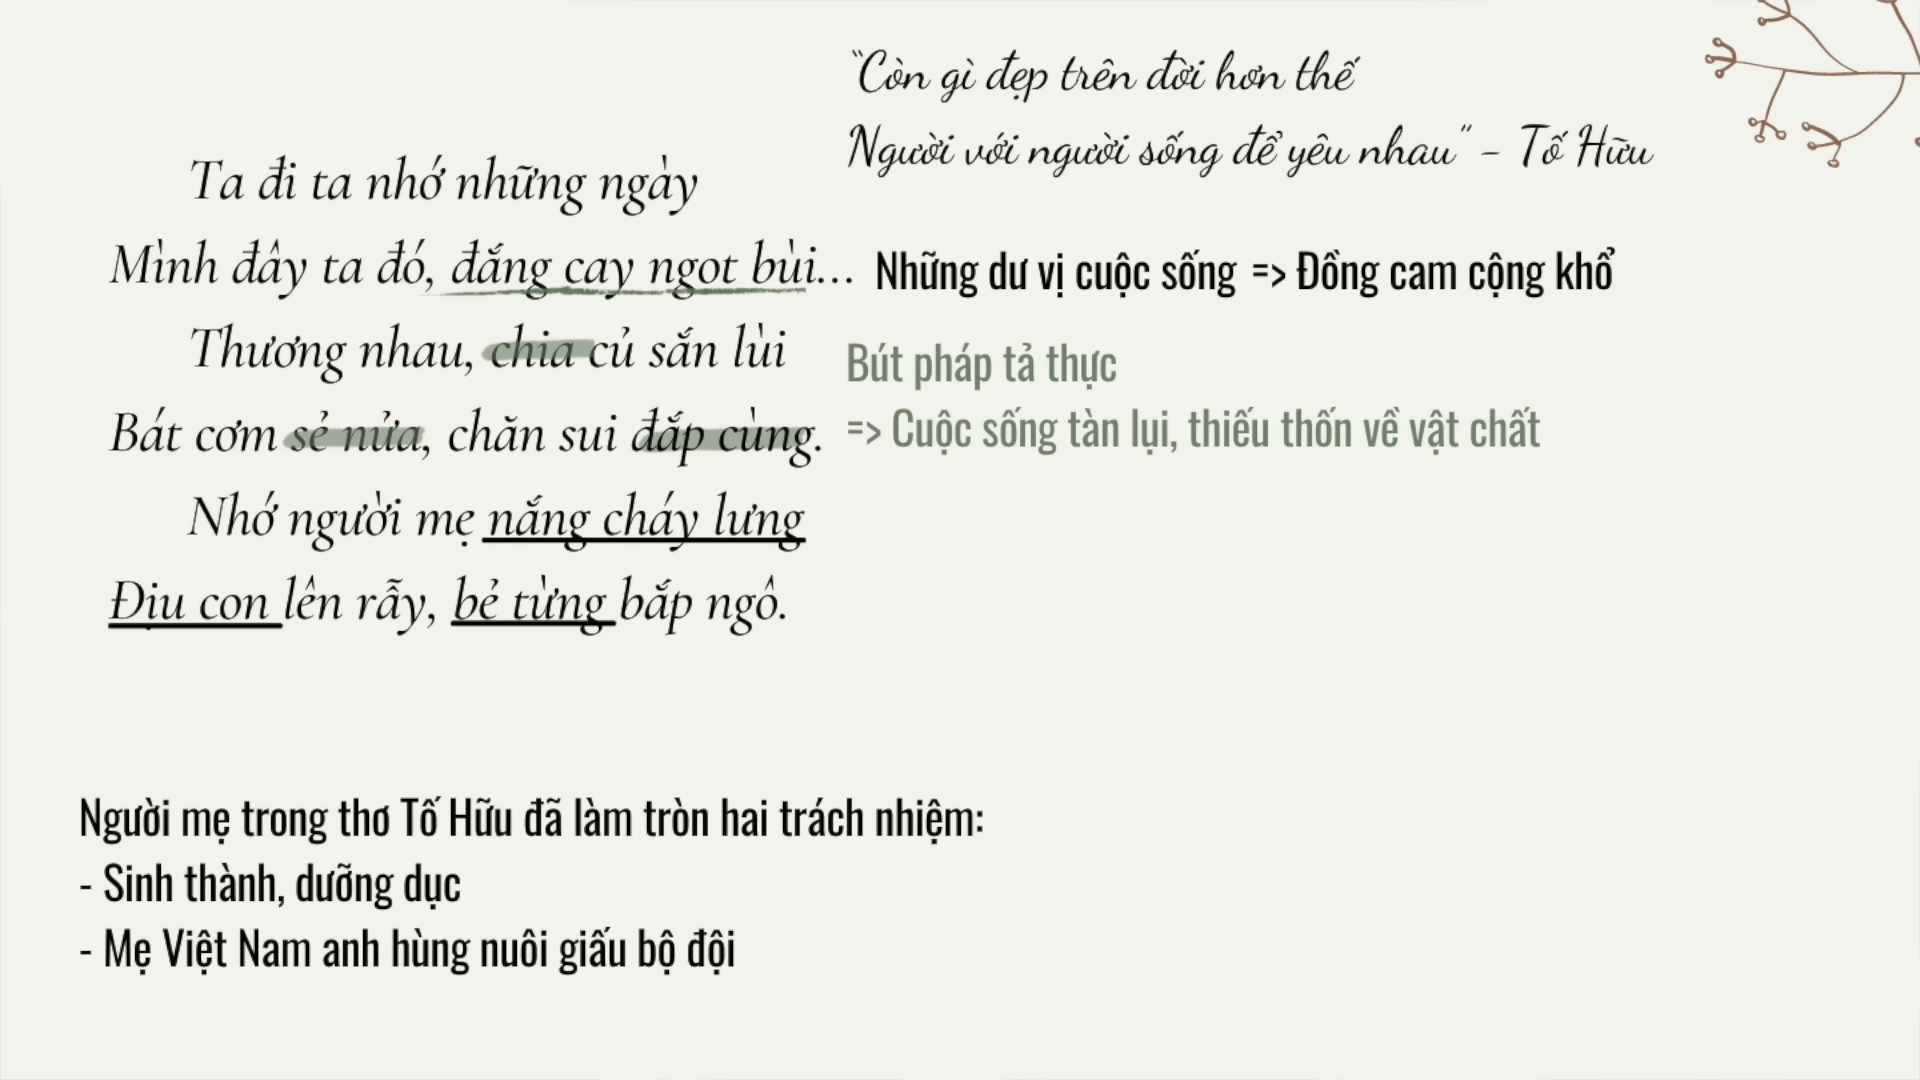 "Còn gì đẹp trên đời hơn thế
Người với người sống để yêu nhau" - Tố Hữu
Ta đi ta nhớ những ngày
Mình đây ta đó, đắng cay ngọt bùi...
Thương nhau, chia củ sắn lùi
Bát cơm sẻ nửa, chăn sui đắp cùng.
Nhớ người mẹ nắng cháy lưng
Địu con lên rẫy, bẻ từng bắp ngô.
Những dư vị cuộc sống => Đồng cam cộng khổ
Bút pháp tả thực
=> Cuộc sống tàn lụi, thiếu thốn về vật chất
Người mẹ trong thơ Tố Hữu đã làm tròn hai trách nhiệm:
- Sinh thành, dưỡng dục
- Mẹ Việt Nam anh hùng nuôi giấu bộ đội